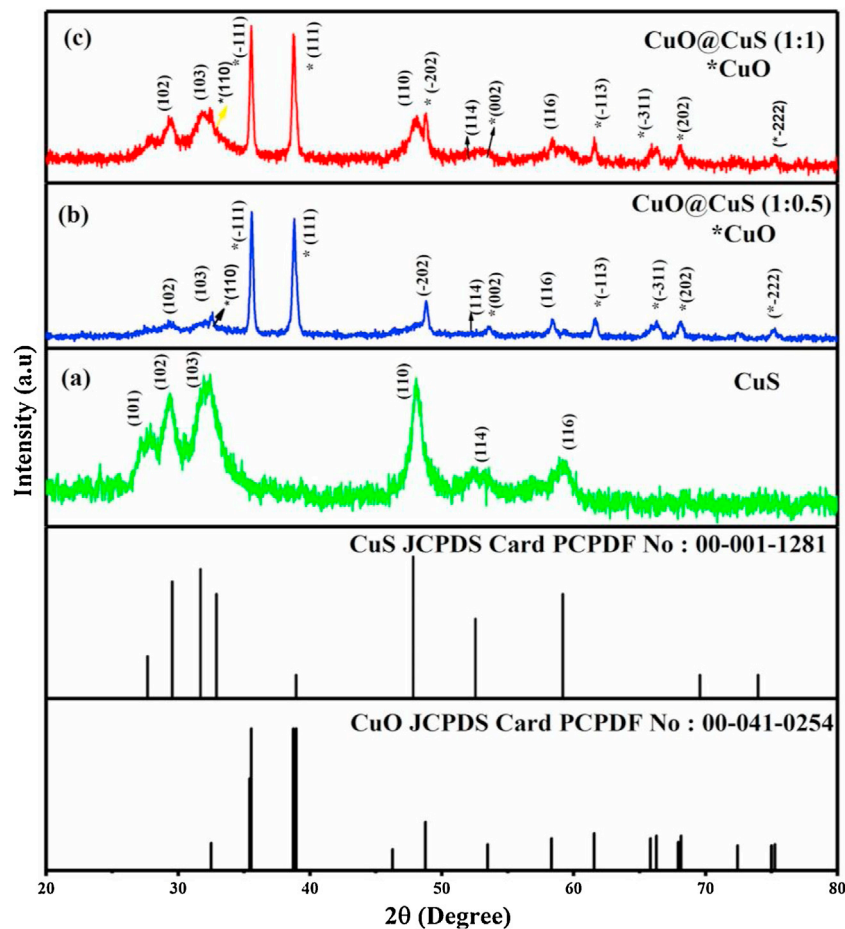 (c)
CuO@CuS (1:1)
*CuO
(102)
(103)
*(110)
*(-111)
* (111)
(110)
* (-202)
(114)
*(002)
(116)
*(-113)
*(-311)
*(202)
(*-222)
(b)
CuO@CuS (1:0.5)
*CuO
(102)
(103)
*(110)
*(-111)
* (111)
(-202)
(114)
*(002)
(116)
*(-113)
*(-311)
*(202)
(*-222)
(a)
CuS
(101)
(102)
(103)
(110)
(114)
(116)
CuS JCPDS Card PCPDF No : 00-001-1281
CuO JCPDS Card PCPDF No : 00-041-0254
Intensity (a.u)
20 30 40 50 60 70 80
2θ (Degree)